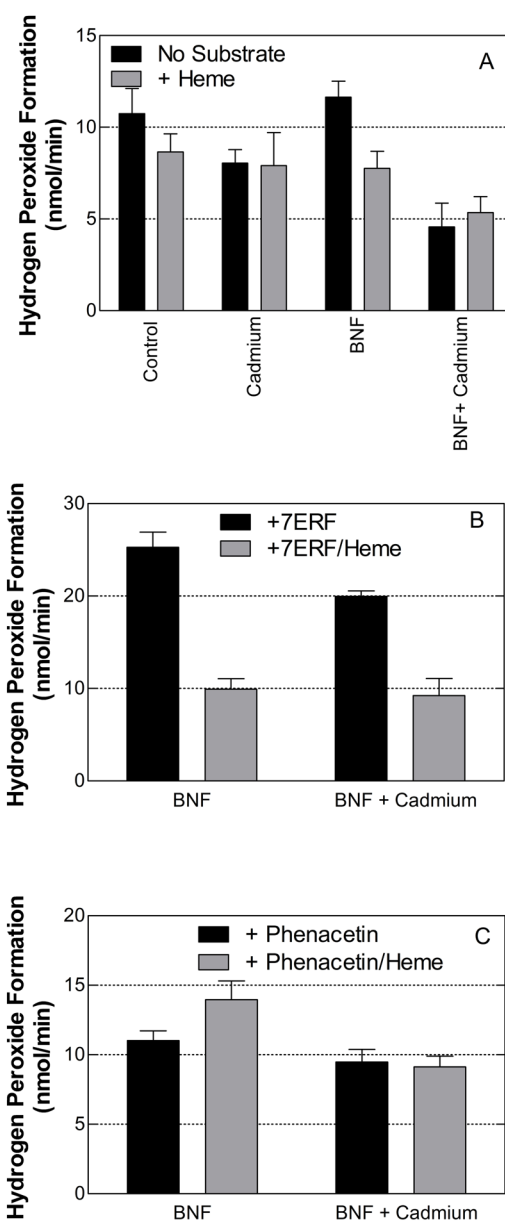 Hydrogen Peroxide Formation
(nmol/min)
15
10
5
0
No Substrate
+ Heme
A
Control
Cadmium
BNF
BNF+ Cadmium
Hydrogen Peroxide Formation
(nmol/min)
30
20
10
0
+7ERF
+7ERF/Heme
B
BNF
BNF + Cadmium
Hydrogen Peroxide Formation
(nmol/min)
20
15
10
5
0
+ Phenacetin
+ Phenacetin/Heme
C
BNF
BNF + Cadmium